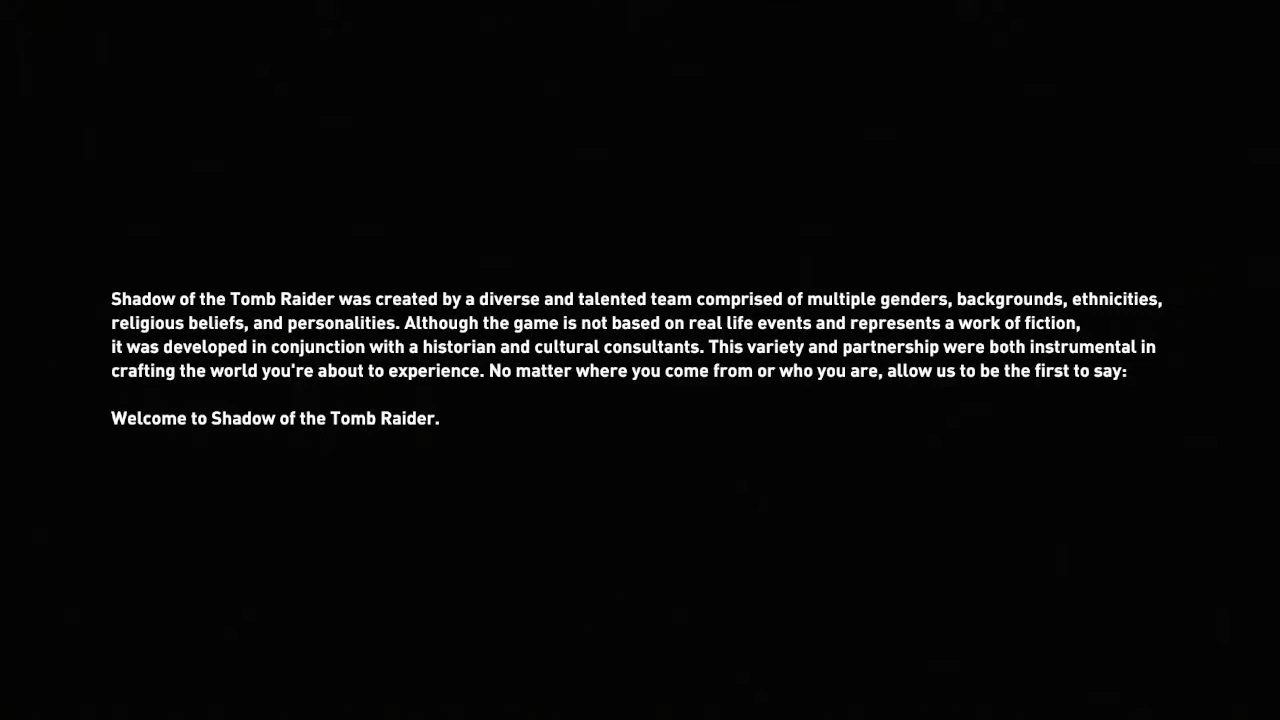 Shadow of the Tomb Raider was created by a diverse and talented team comprised of multiple genders, backgrounds, ethnicities,
religious beliefs, and personalities. Although the game is not based on real life events and represents a work of fiction,
it was developed in conjunction with a historian and cultural consultants. This variety and partnership were both instrumental in
crafting the world you're about to experience. No matter where you come from or who you are, allow us to be the first to say:
Welcome to Shadow of the Tomb Raider.